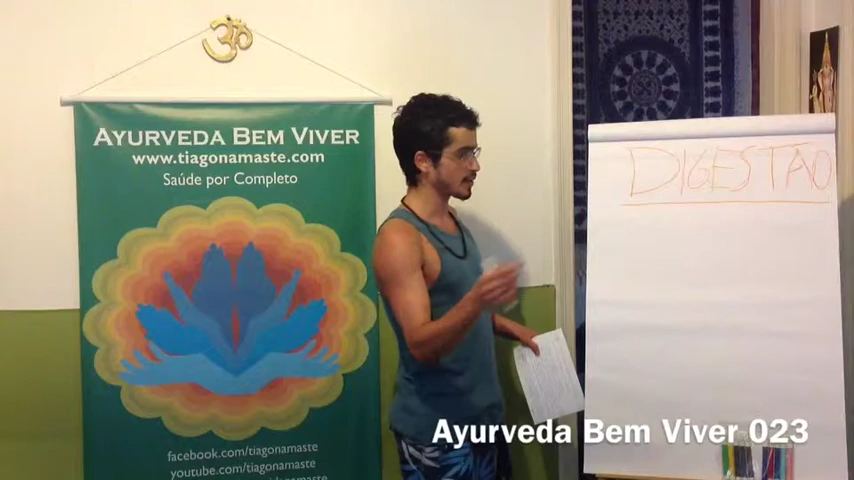 AYURVEDA BEM VIVER
www.tiagonamaste.com
Saúde por Completo
facebook.com/tiagonamaste
youtube.com/tiagonamaste
DIGESTÃO
Ayurveda Bem Viver 023